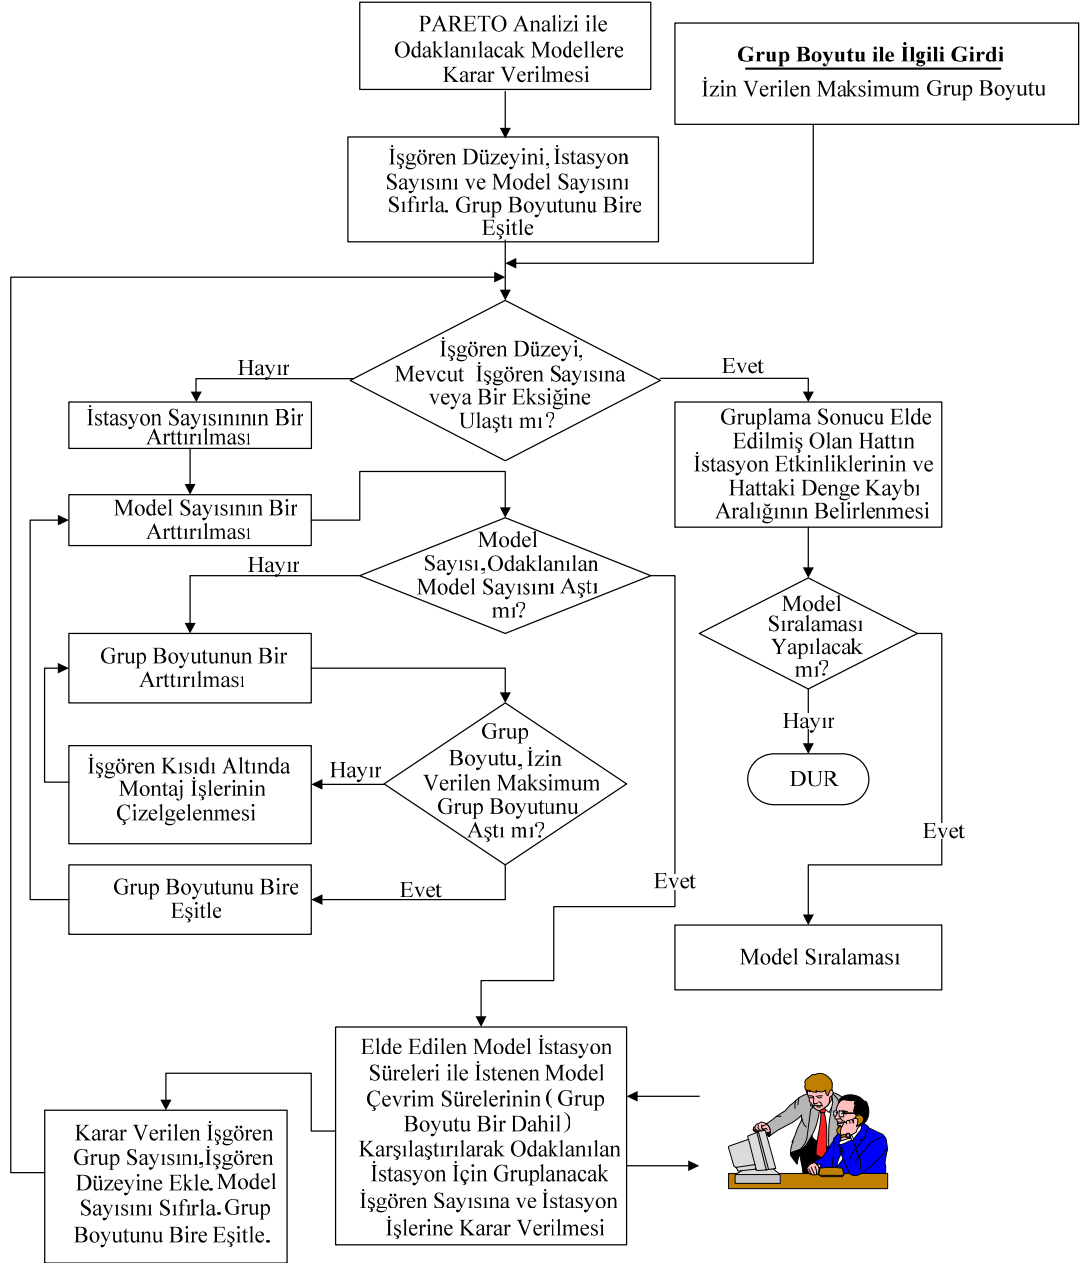 PARETO Analizi ile
Odaklanılacak Modellere
Karar Verilmesi
Grup Boyutu ile İlgili Girdi
İzin Verilen Maksimum Grup Boyutu
İşgören Düzeyini, İstasyon
Sayısını ve Model Sayısını
Sıfırla. Grup Boyutunu Bire
Eşitle
İşgören Düzeyi,
Mevcut İşgören Sayısına
veya Bir Eksiğine
Ulaştı mı?
Hayır
Evet
İstasyon Sayısınının Bir
Arttırılması
Gruplama Sonucu Elde
Edilmiş Olan Hattın
İstasyon Etkinliklerinin ve
Hattaki Denge Kaybı
Aralığının Belirlenmesi
Model Sayısının Bir
Arttırılması
Model
Sayısı,Odaklanılan
Model Sayısını Aştı
mı?
Hayır
Model
Sıralaması
Yapılacak
mı?
Grup Boyutunun Bir
Arttırılması
Hayır
Grup
Boyutu, İzin
Verilen Maksimum
Grup Boyutunu
Aştı mı?
Hayır
İşgören Kısıdı Altında
Montaj İşlerinin
Çizelgelenmesi
DUR
Evet
Evet
Evet
Grup Boyutunu Bire
Eşitle
Model Sıralaması
Elde Edilen Model İstasyon
Süreleri ile İstenen Model
Çevrim Sürelerinin ( Grup
Boyutu Bir Dahil )
Karşılaştırılarak Odaklanılan
İstasyon İçin Gruplanacak
İşgören Sayısına ve İstasyon
İşlerine Karar Verilmesi
Karar Verilen İşgören
Grup Sayısını,İşgören
Düzeyine Ekle. Model
Sayısını Sıfırla. Grup
Boyutunu Bire Eşitle.